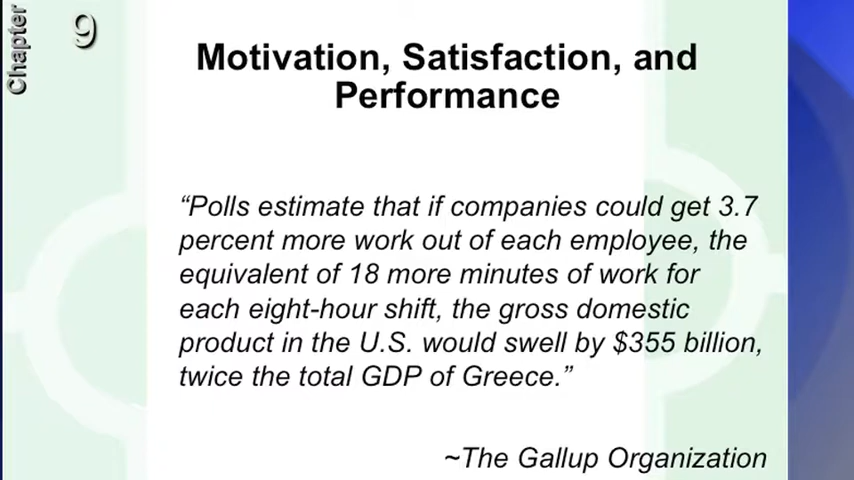 Chapter 9
Motivation, Satisfaction, and
Performance
“Polls estimate that if companies could get 3.7
percent more work out of each employee, the
equivalent of 18 more minutes of work for
each eight-hour shift, the gross domestic
product in the U.S. would swell by $355 billion,
twice the total GDP of Greece.”
~The Gallup Organization